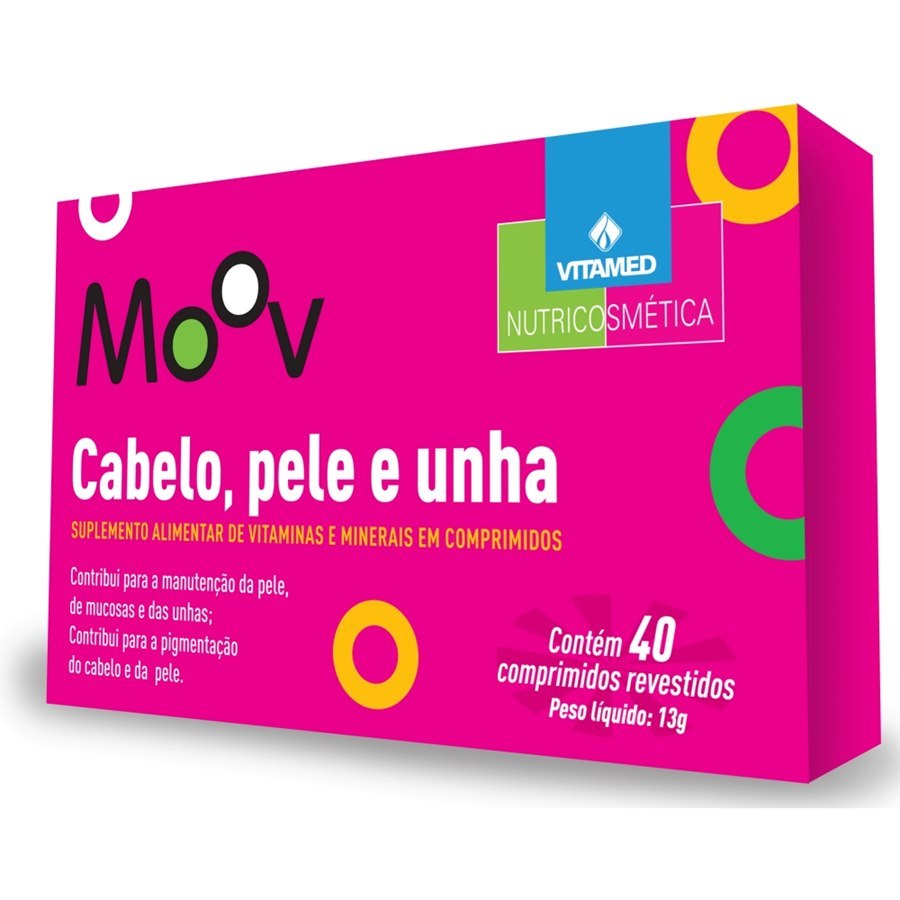 Moov
VITAMED
NUTRICOSMÉTICA
Cabelo, pele e unha
SUPLEMENTO ALIMENTAR DE VITAMINAS E MINERAIS EM COMPRIMIDOS
Contribui para a manutenção da pele,
de mucosas e das unhas;
Contribui para a pigmentação
do cabelo e da pele.
Contém 40
comprimidos revestidos
Peso líquido: 13g